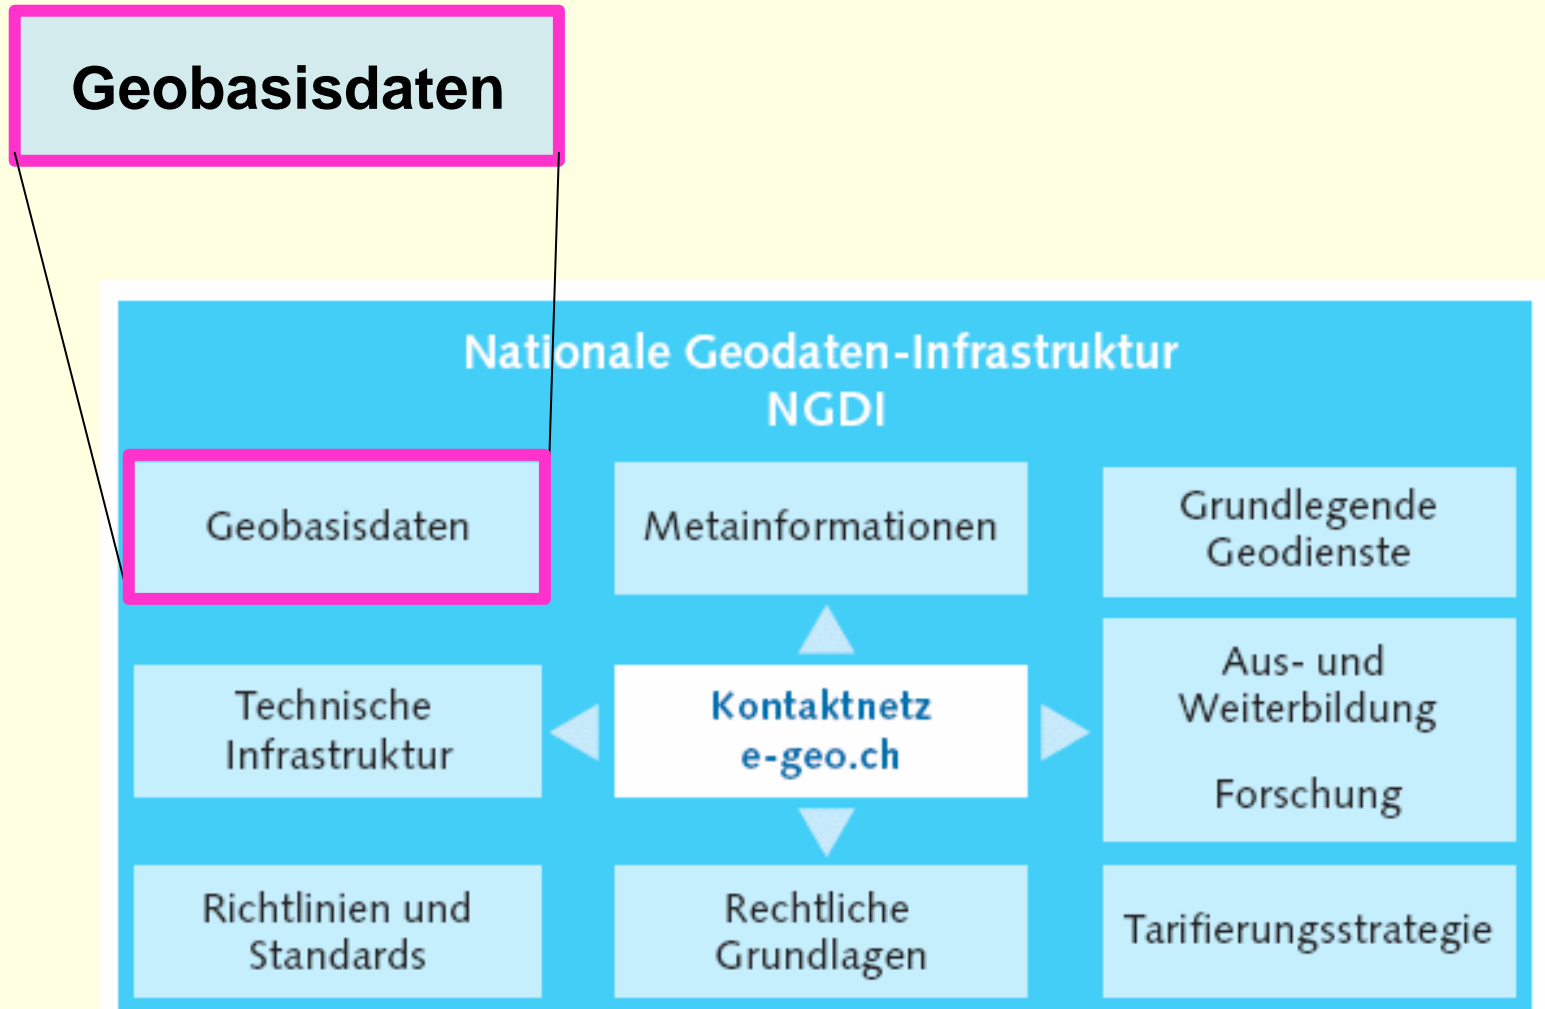 Geobasisdaten
Nationale Geodaten-Infrastruktur
NGDI
Geobasisdaten
Metainformationen
Grundlegende
Geodienste
Technische
Infrastruktur
Kontaktnetz
e-geo.ch
Aus- und
Weiterbildung
Forschung
Richtlinien und
Standards
Rechtliche
Grundlagen
Tarifierungsstrategie